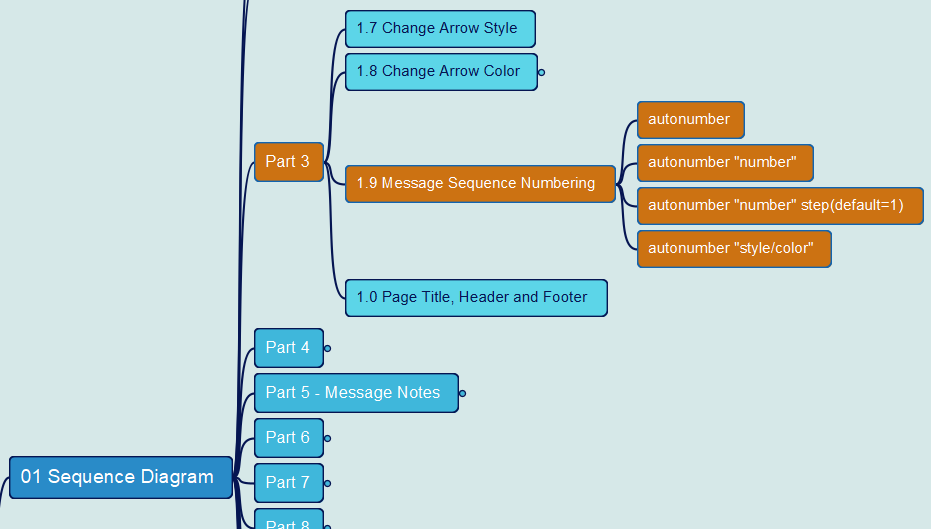 1.7 Change Arrow Style
1.8 Change Arrow Color
autonumber
autonumber "number"
Part 3
1.9 Message Sequence Numbering
autonumber "number" step(default=1)
autonumber "style/color"
1.0 Page Title, Header and Footer
Part 4
Part 5 - Message Notes
Part 6
01 Sequence Diagram
Part 7
Part 8